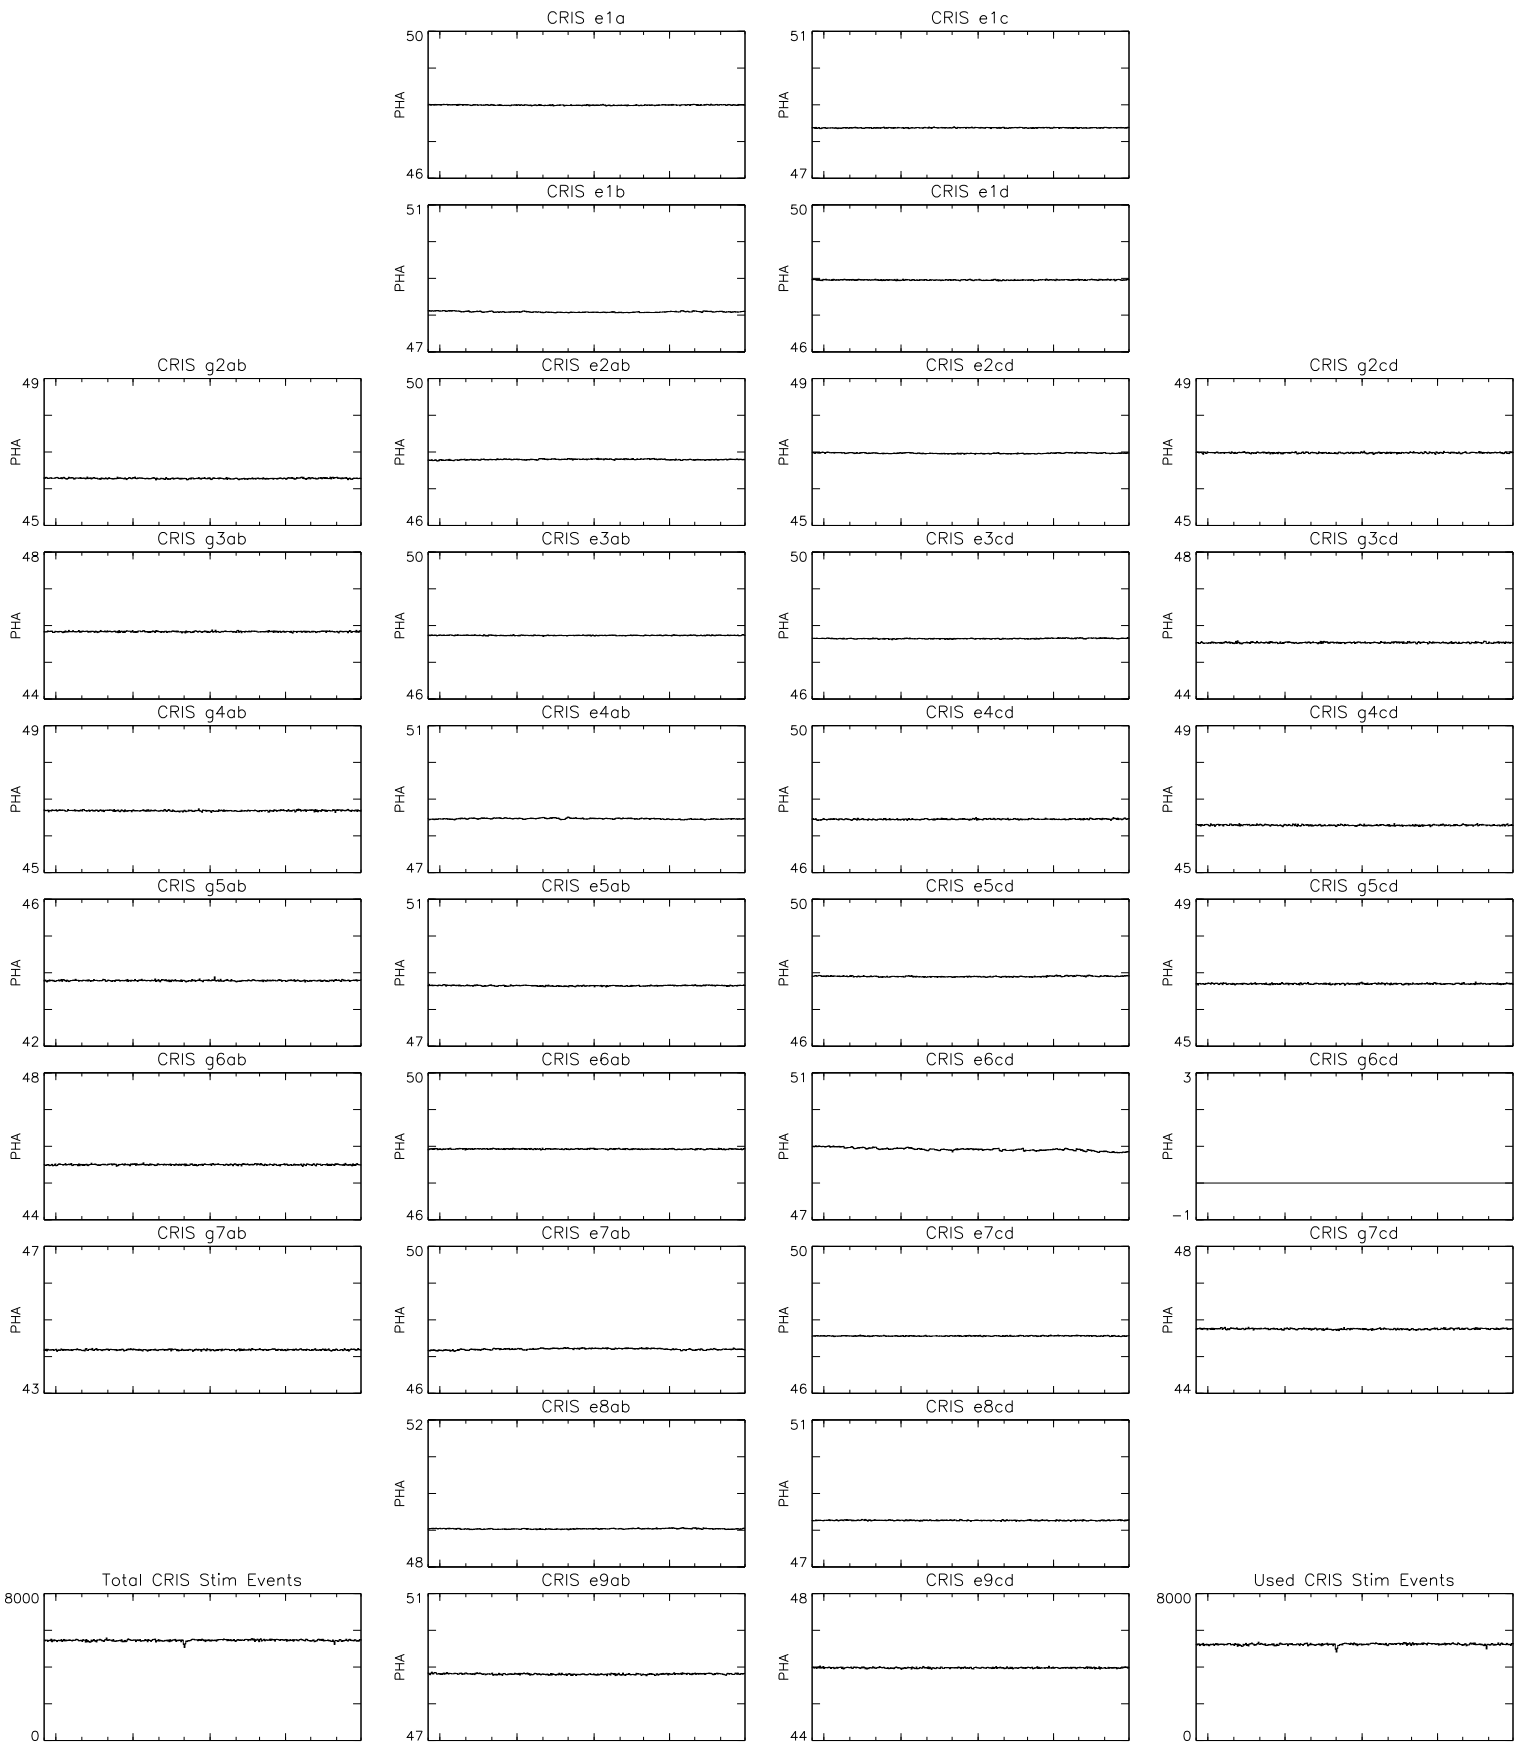 CRIS e1a
50
PHA
46
CRIS e1c
51
PHA
47
CRIS e1b
51
PHA
47
CRIS e1d
50
PHA
46
CRIS g2ab
49
PHA
45
CRIS e2ab
50
PHA
46
CRIS e2cd
49
PHA
45
CRIS g2cd
49
PHA
45
CRIS g3ab
48
PHA
44
CRIS e3ab
50
PHA
46
CRIS e3cd
50
PHA
46
CRIS g3cd
48
PHA
44
CRIS g4ab
49
PHA
45
CRIS e4ab
51
PHA
47
CRIS e4cd
50
PHA
46
CRIS g4cd
49
PHA
45
CRIS g5ab
46
PHA
42
CRIS e5ab
51
PHA
47
CRIS e5cd
50
PHA
46
CRIS g5cd
49
PHA
45
CRIS g6ab
48
PHA
44
CRIS e6ab
50
PHA
46
CRIS e6cd
51
PHA
47
CRIS g6cd
3
PHA
-1
CRIS g7ab
47
PHA
43
CRIS e7ab
50
PHA
46
CRIS e7cd
50
PHA
46
CRIS g7cd
48
PHA
44
CRIS e8ab
52
PHA
48
CRIS e8cd
51
PHA
47
Total CRIS Stim Events
8000
0
CRIS e9ab
51
PHA
47
CRIS e9cd
48
PHA
44
Used CRIS Stim Events
8000
0